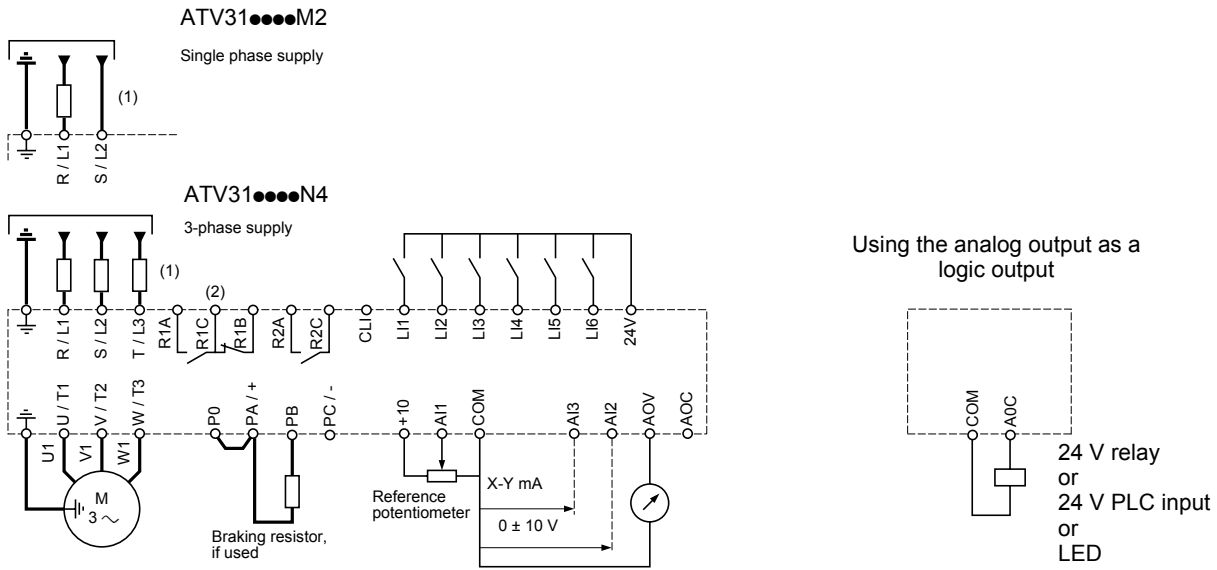 ATV31●●●●M2
Single phase supply
(1)
R / L1
S / L2
ATV31●●●●N4
3-phase supply
(1)
(2)
R / L1
S / L2
T / L3
R1A
R1C
R1B
R2A
R2C
CLI
LI1
LI2
LI3
LI4
LI5
LI6
24V
U / T1
V / T2
W / T3
P0
PA / +
PB
PC / -
+10
AI1
COM
AI3
AI2
AOV
AOC
U1
V1
W1
M
3 ~
Braking resistor,
if used
Reference
potentiometer
X-Y mA
0 ± 10 V
Using the analog output as a
logic output
COM
A0C
24 V relay
or
24 V PLC input
or
LED